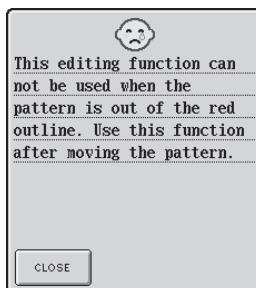 This editing function can
not be used when the
pattern is out of the red
outline. Use this function
after moving the pattern.
CLOSE